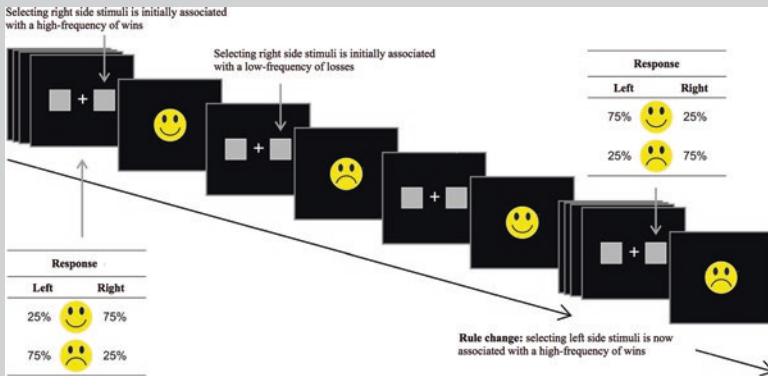 Selecting right side stimuli is initially associated
with a high-frequency of wins
Selecting right side stimuli is initially associated
with a low-frequency of losses
Response
Left Right
75% 25%
25% 75%
Response
Left Right
25% 75%
75% 25%
Rule change: selecting left side stimuli is now
associated with a high-frequency of wins